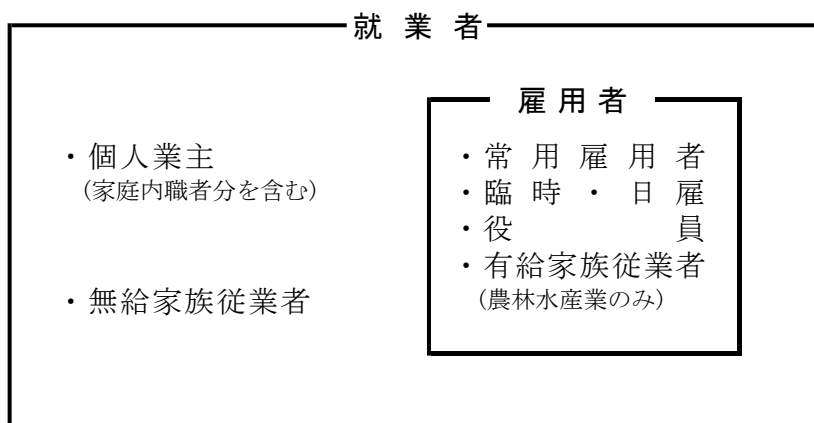 就業者
・個人業主
(家庭内職者分を含む)
・無給家族従業者
雇用者
・常用雇用者
・臨時・日雇
・役員
・有給家族従業者
(農林水産業のみ)